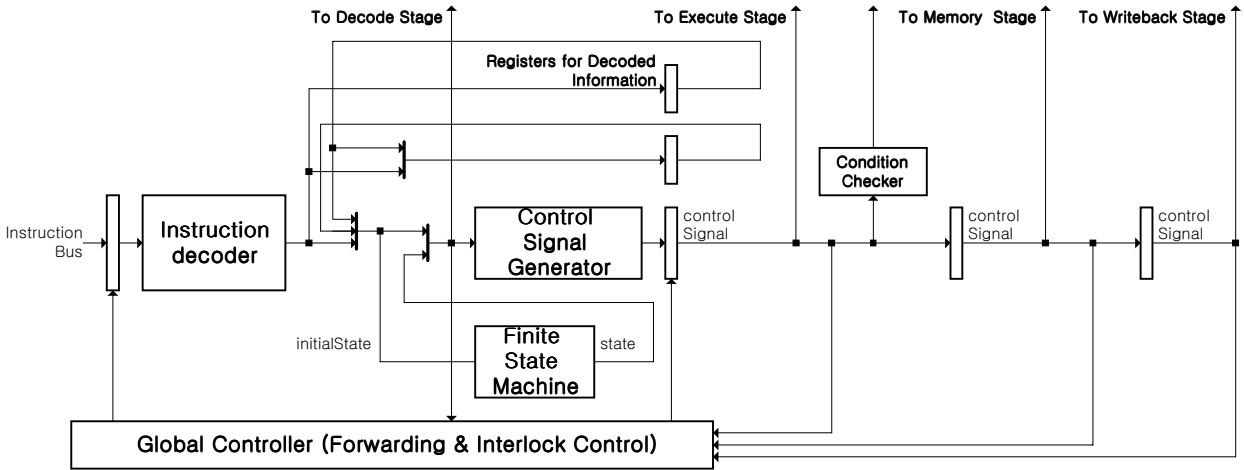 To Decode Stage
To Execute Stage
To Memory Stage
To Writeback Stage
Registers for Decoded
Information
Condition
Checker
Instruction
Bus
Instruction
decoder
Control
Signal
Generator
control
Signal
control
Signal
control
Signal
initialState
Finite
State
Machine
state
Global Controller (Forwarding & Interlock Control)